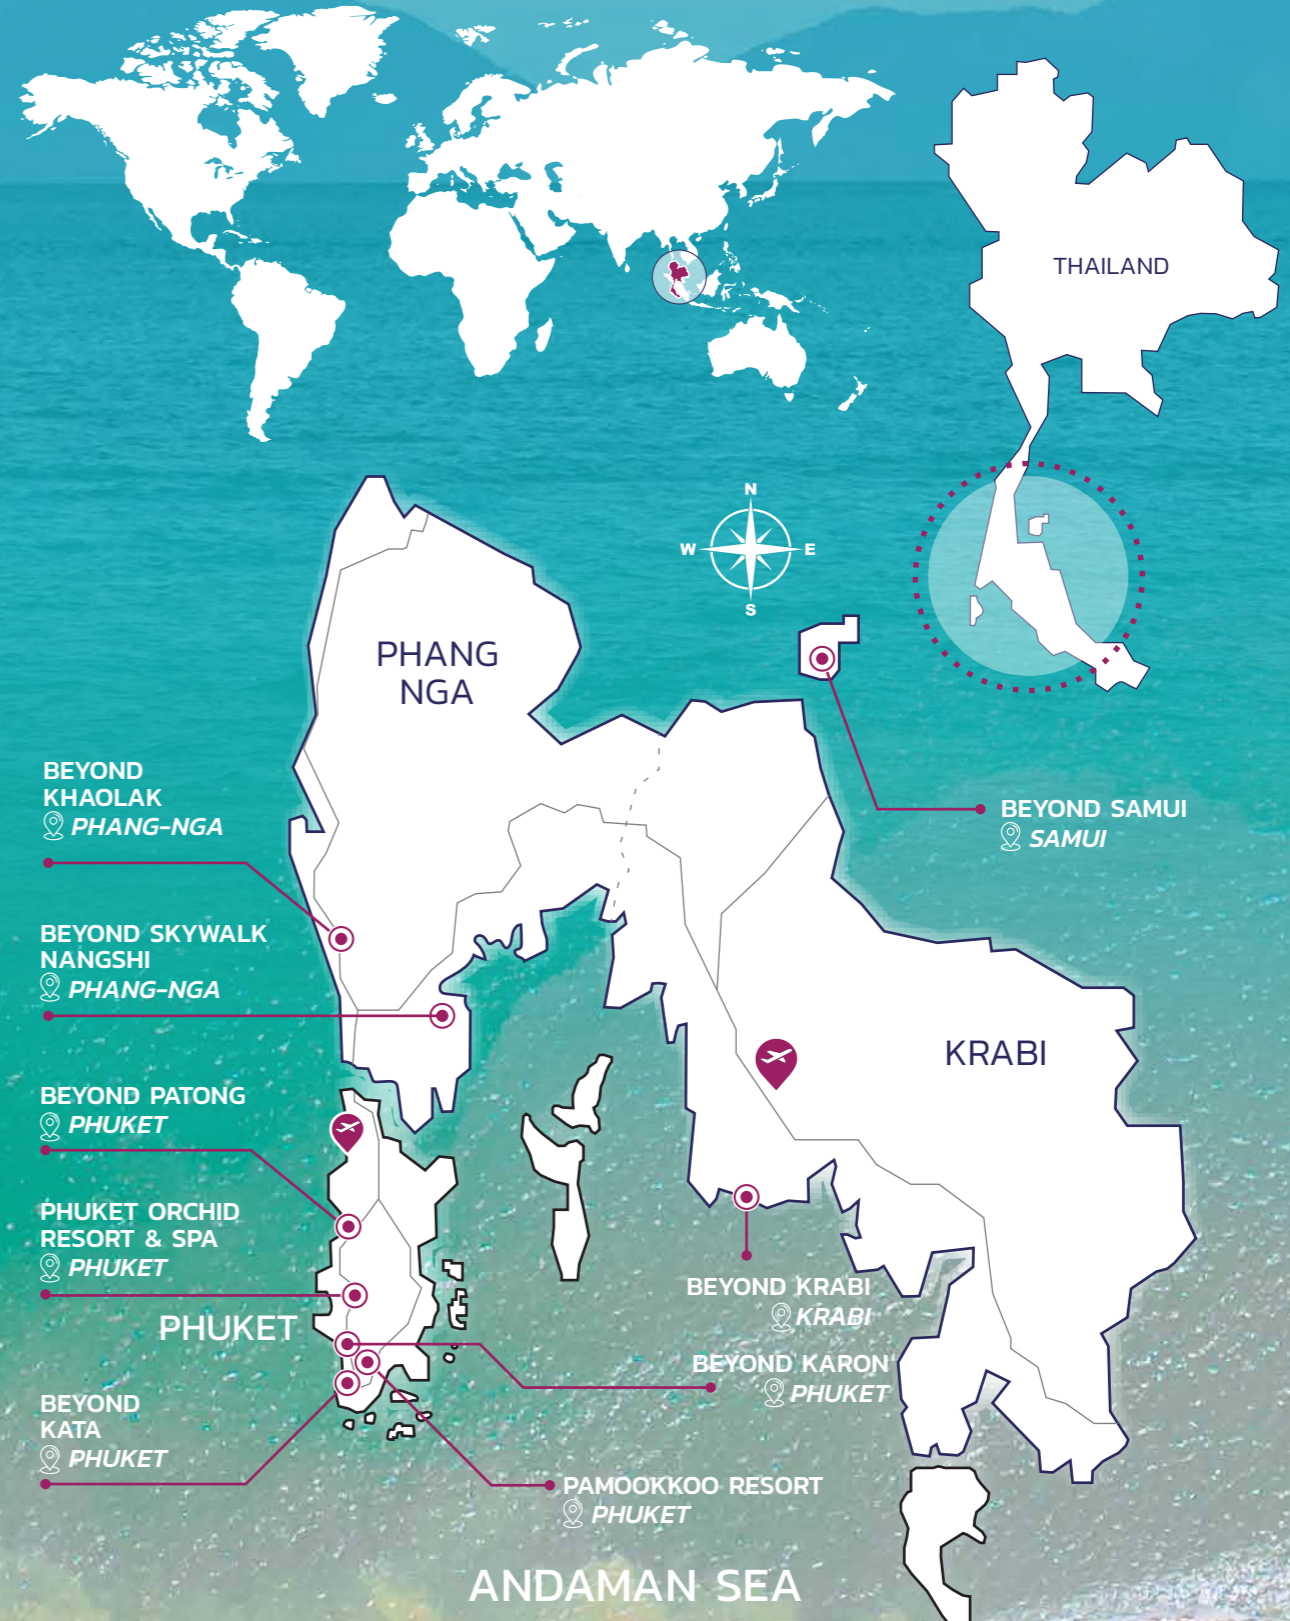 THAILAND
N
W
E
S
PHANG
NGA
BEYOND
KHAOLAK
PHANG-NGA
BEYOND SAMUI
SAMUI
BEYOND SKYWALK
NANGSHI
PHANG-NGA
KRABI
BEYOND PATONG
PHUKET
PHUKET ORCHID
RESORT & SPA
PHUKET
PHUKET
BEYOND KRABI
KRABI
BEYOND KARON
PHUKET
BEYOND
KATA
PHUKET
PAMOOKKOO RESORT
PHUKET
ANDAMAN SEA